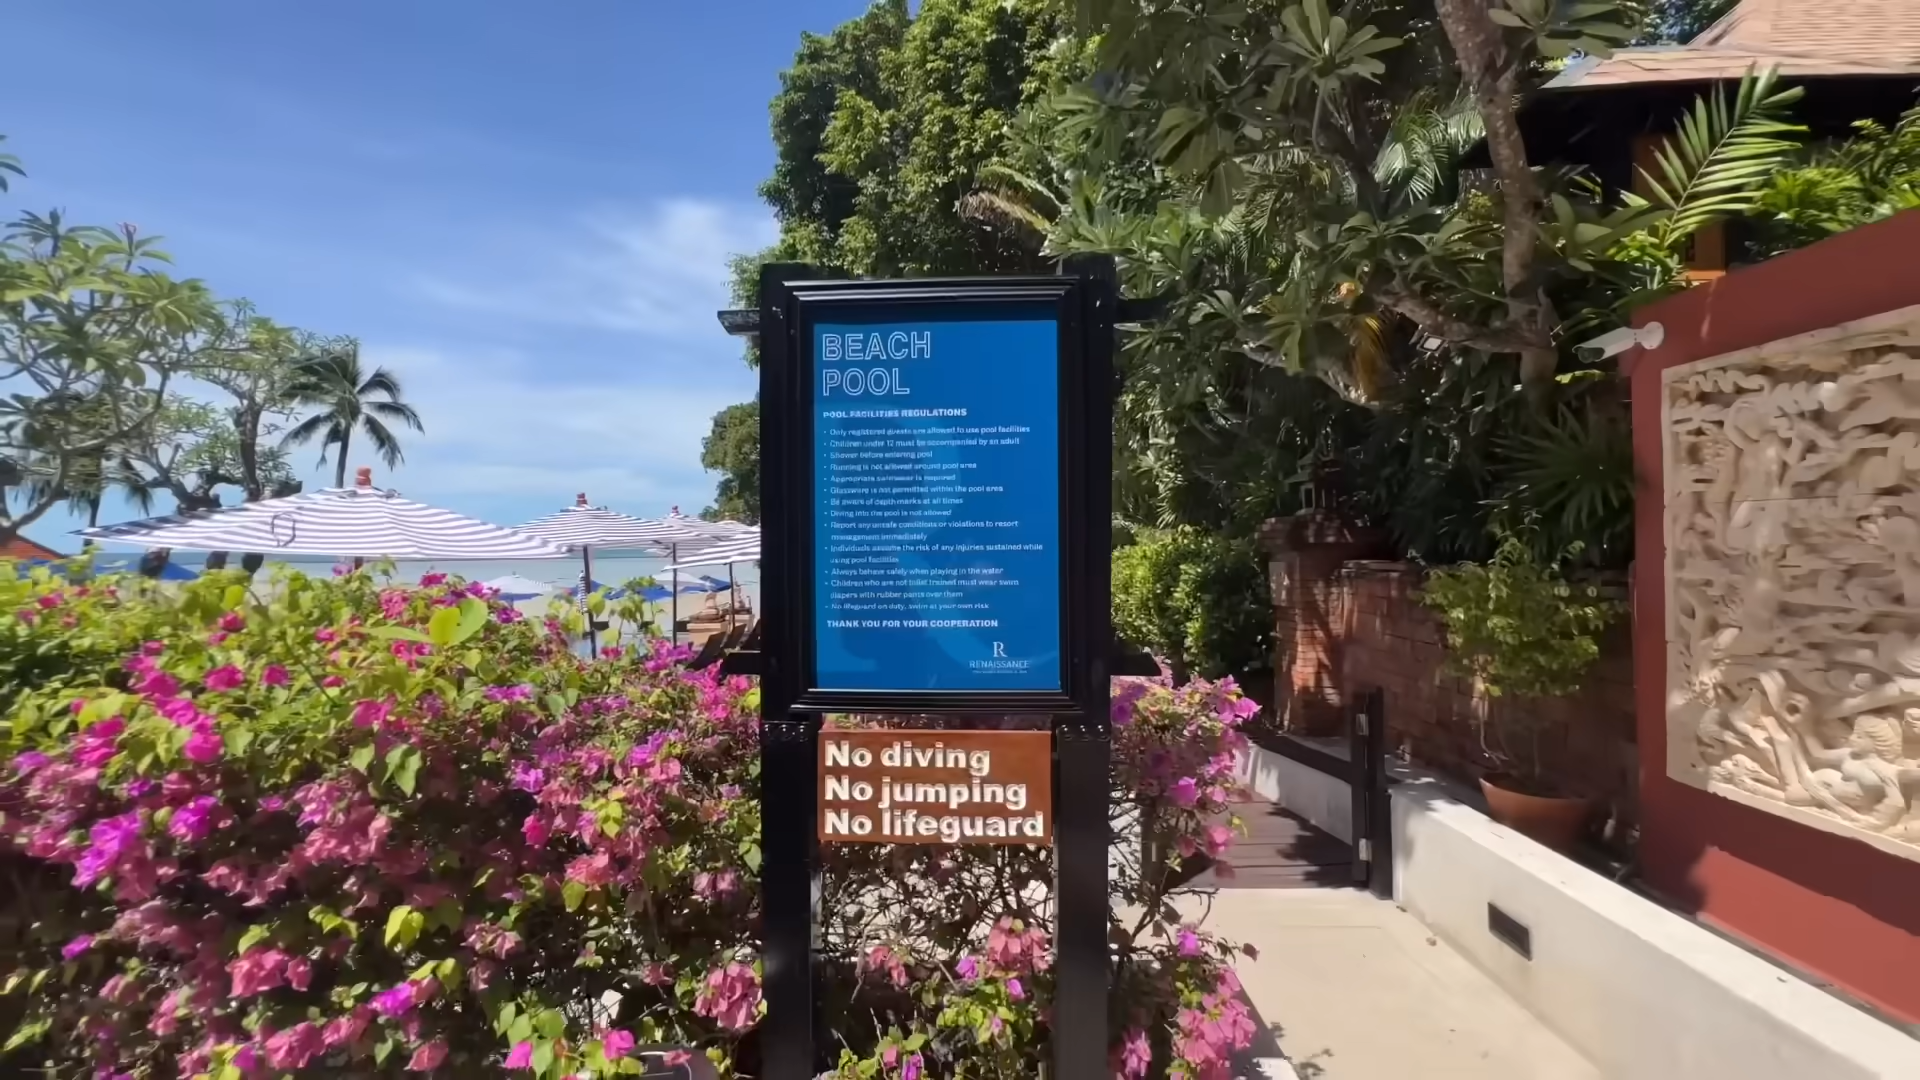 BEACH
POOL
POOL FACILITIES REGULATIONS
• Only registered guests are allowed to use pool facilities
• Children under 12 must be accompanied by an adult
• Shower before entering pool
• Running is not allowed around pool area
• Appropriate swimwear is required
• Glassware is not permitted within the pool area
• Be aware of depth marks at all times
• Diving into the pool is not allowed
• Report any unsafe conditions or violations to resort
management immediately
• Individuals assume the risk of any injuries sustained while
using pool facilities
• Always behave safely when playing in the water
• Children who are not toilet trained must wear swim
diapers with rubber pants over them
• No lifeguard on duty, swim at your own risk
THANK YOU FOR YOUR COOPERATION
R
RENAISSANCE
No diving
No jumping
No lifeguard